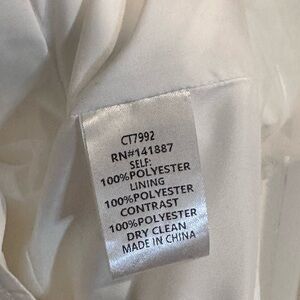 CT7992
RN#141887
SELF:
100%POLYESTER
LINING
100%POLYESTER
CONTRAST
100%POLYESTER
DRY CLEAN
MADE IN CHINA